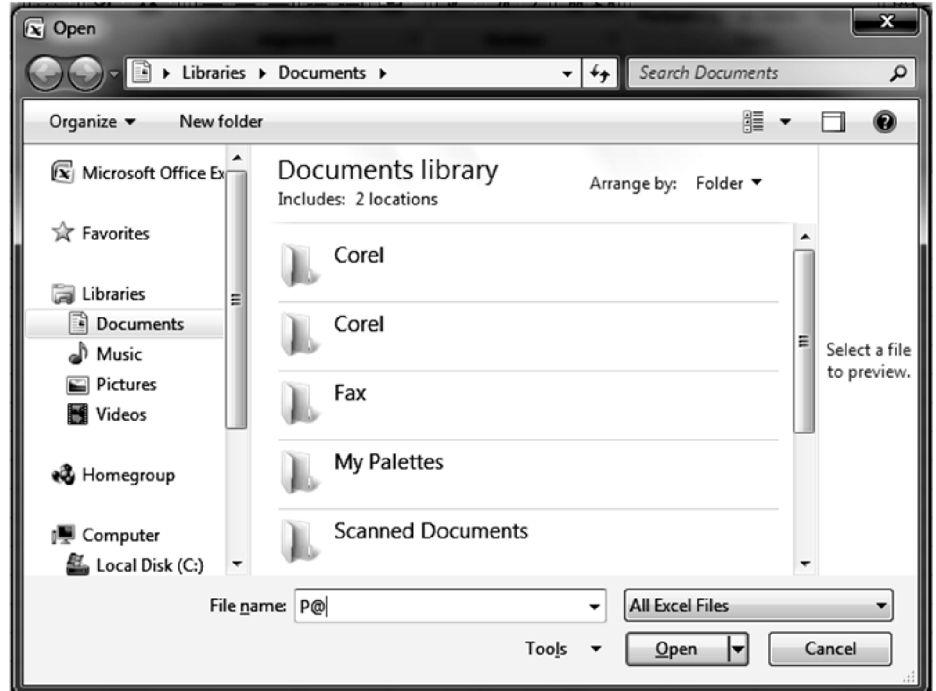 Open
Libraries Documents
Search Documents
Organize
New folder
Microsoft Office Ex
Favorites
Libraries
Documents
Music
Pictures
Videos
Homegroup
Computer
Local Disk (C:)
Documents library
Includes: 2 locations
Arrange by: Folder
Corel
Corel
Fax
My Palettes
Scanned Documents
Select a file
to preview.
File name: P@
All Excel Files
Tools
Open
Cancel